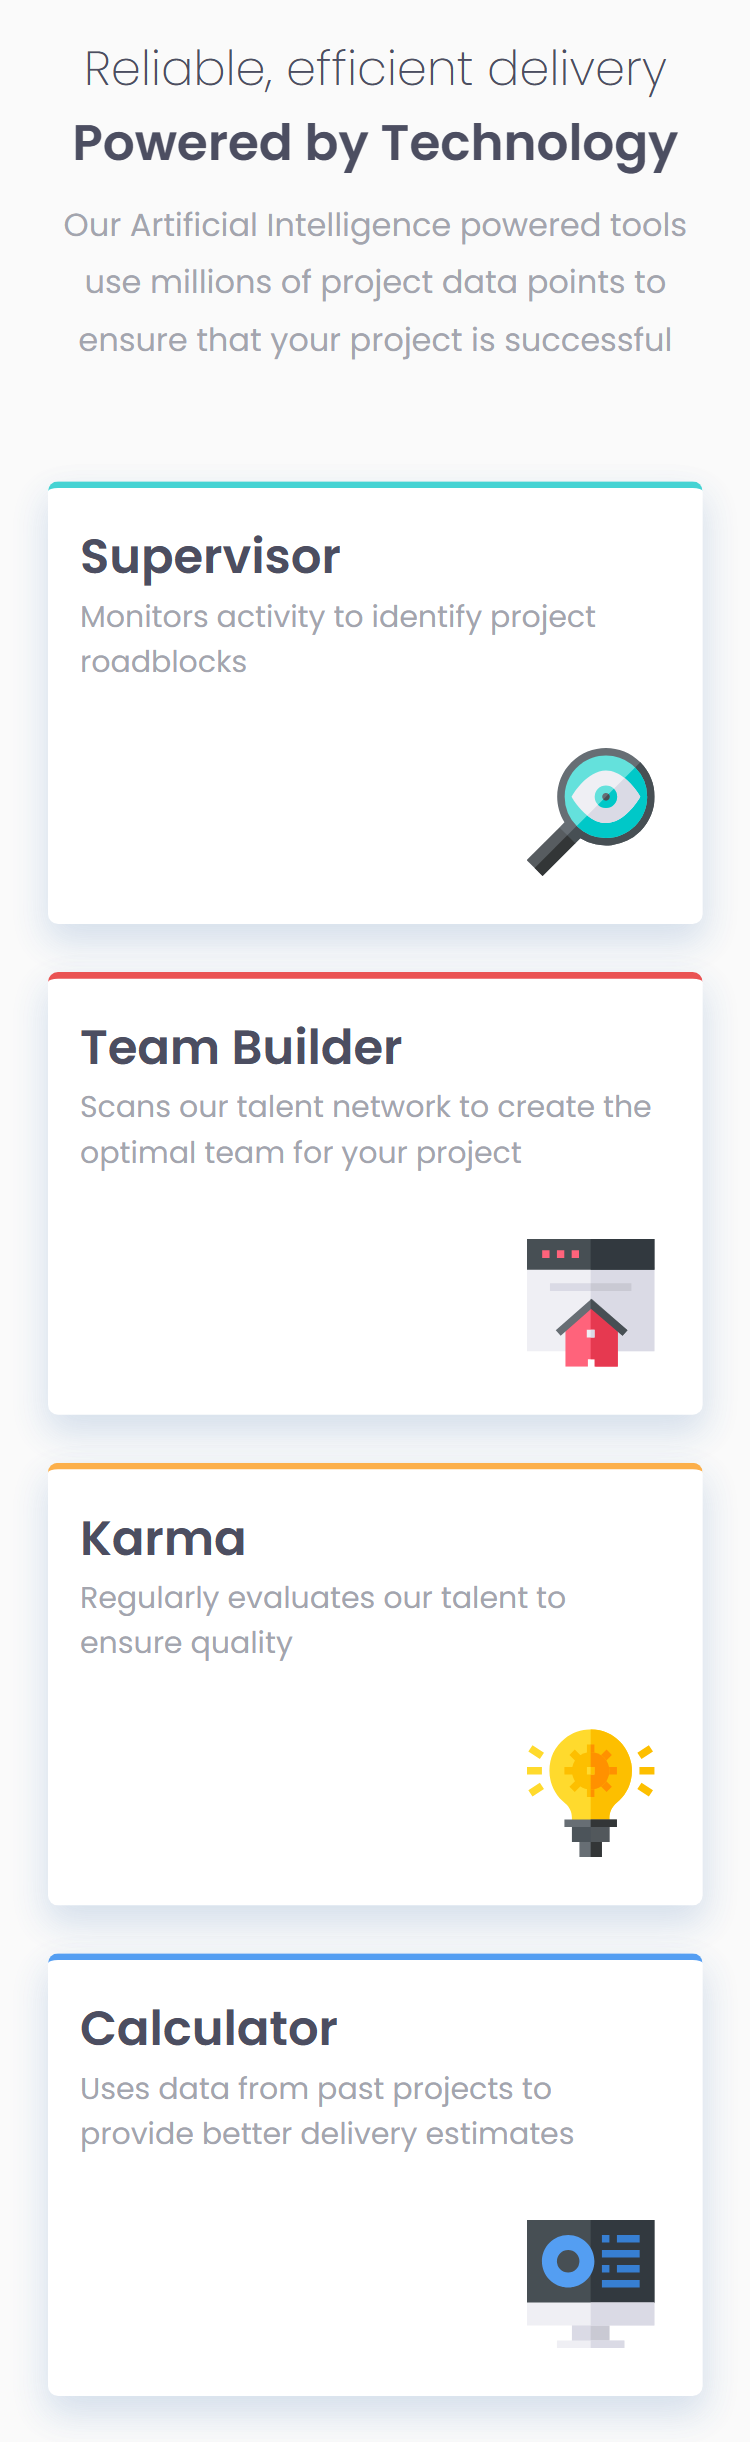 Reliable, efficient delivery
Powered by Technology
Our Artificial Intelligence powered tools
use millions of project data points to
ensure that your project is successful
Supervisor
Monitors activity to identify project
roadblocks
Team Builder
Scans our talent network to create the
optimal team for your project
Karma
Regularly evaluates our talent to
ensure quality
Calculator
Uses data from past projects to
provide better delivery estimates